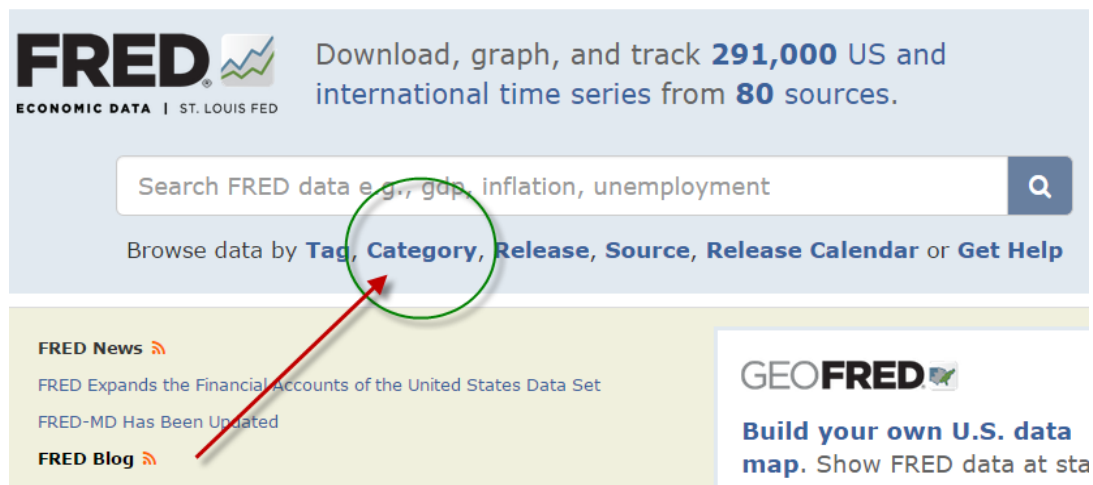 FRED®
ECONOMIC DATA | ST. LOUIS FED
Download, graph, and track 291,000 US and
international time series from 80 sources.
Search FRED data e.g., gdp, inflation, unemployment
Browse data by Tag, Category, Release, Source, Release Calendar or Get Help
FRED News
FRED Expands the Financial Accounts of the United States Data Set
FRED-MD Has Been Updated
FRED Blog
GEOFRED®
Build your own U.S. data
map. Show FRED data at sta